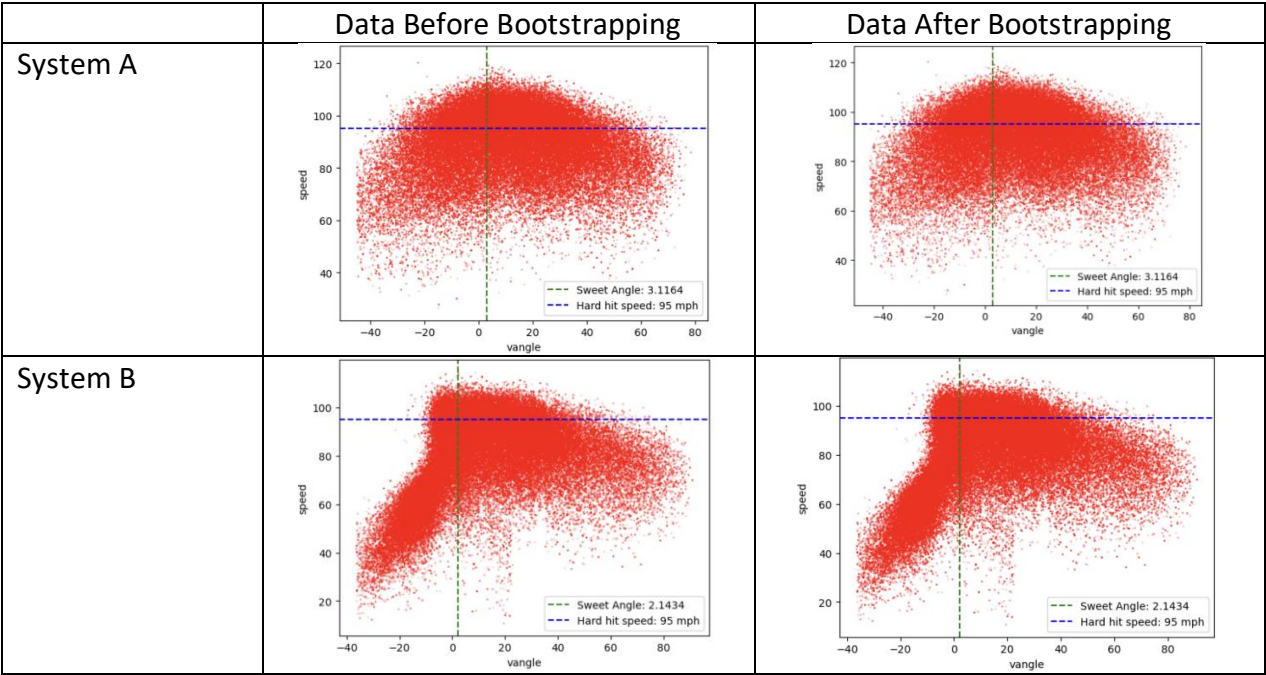 Data Before Bootstrapping
Data After Bootstrapping
System A
120
100
80
60
40
speed
−40
−20
0
20
40
60
80
vangle
Sweet Angle: 3.1164
Hard hit speed: 95 mph
120
100
80
60
40
speed
−40
−20
0
20
40
60
80
vangle
Sweet Angle: 3.1164
Hard hit speed: 95 mph
System B
100
80
60
40
20
speed
−40
−20
0
20
40
60
80
vangle
Sweet Angle: 2.1434
Hard hit speed: 95 mph
100
80
60
40
20
speed
−40
−20
0
20
40
60
80
vangle
Sweet Angle: 2.1434
Hard hit speed: 95 mph